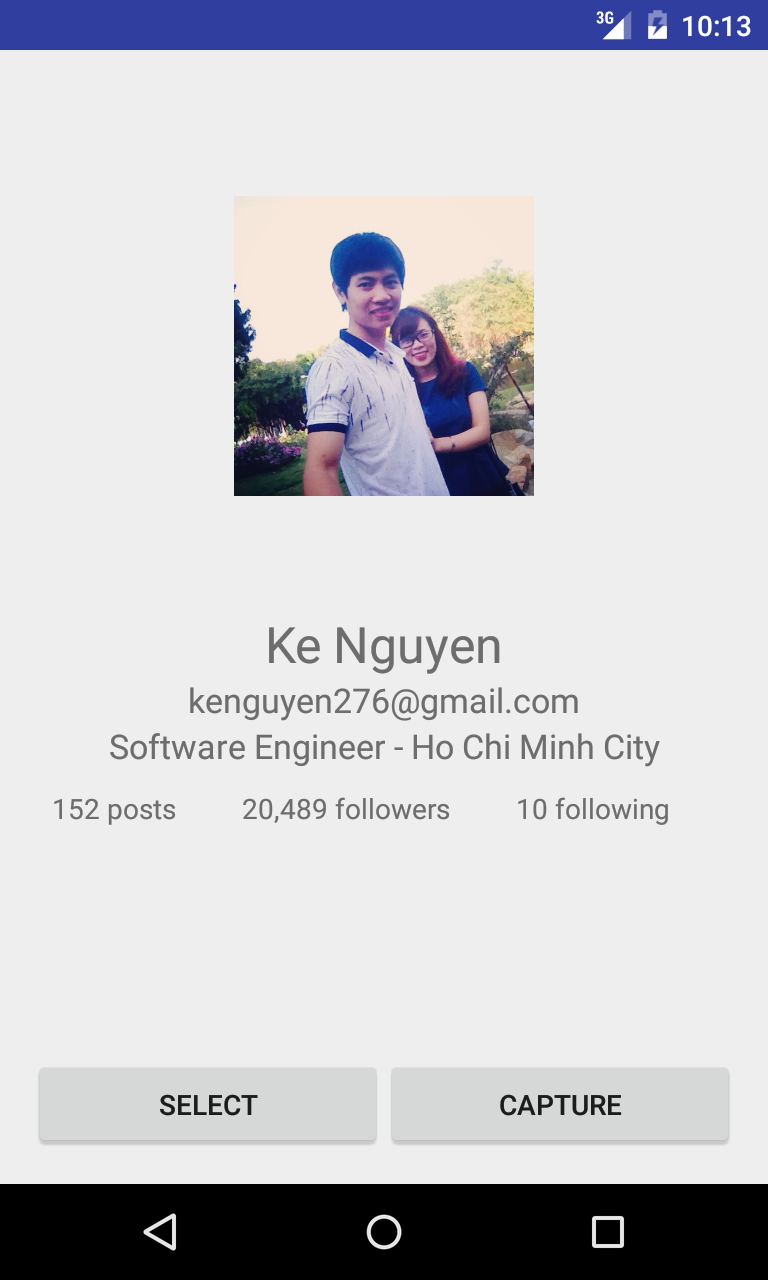 3G 10:13
Ke Nguyen
kenguyen276@gmail.com
Software Engineer - Ho Chi Minh City
152 posts 20,489 followers 10 following
SELECT CAPTURE